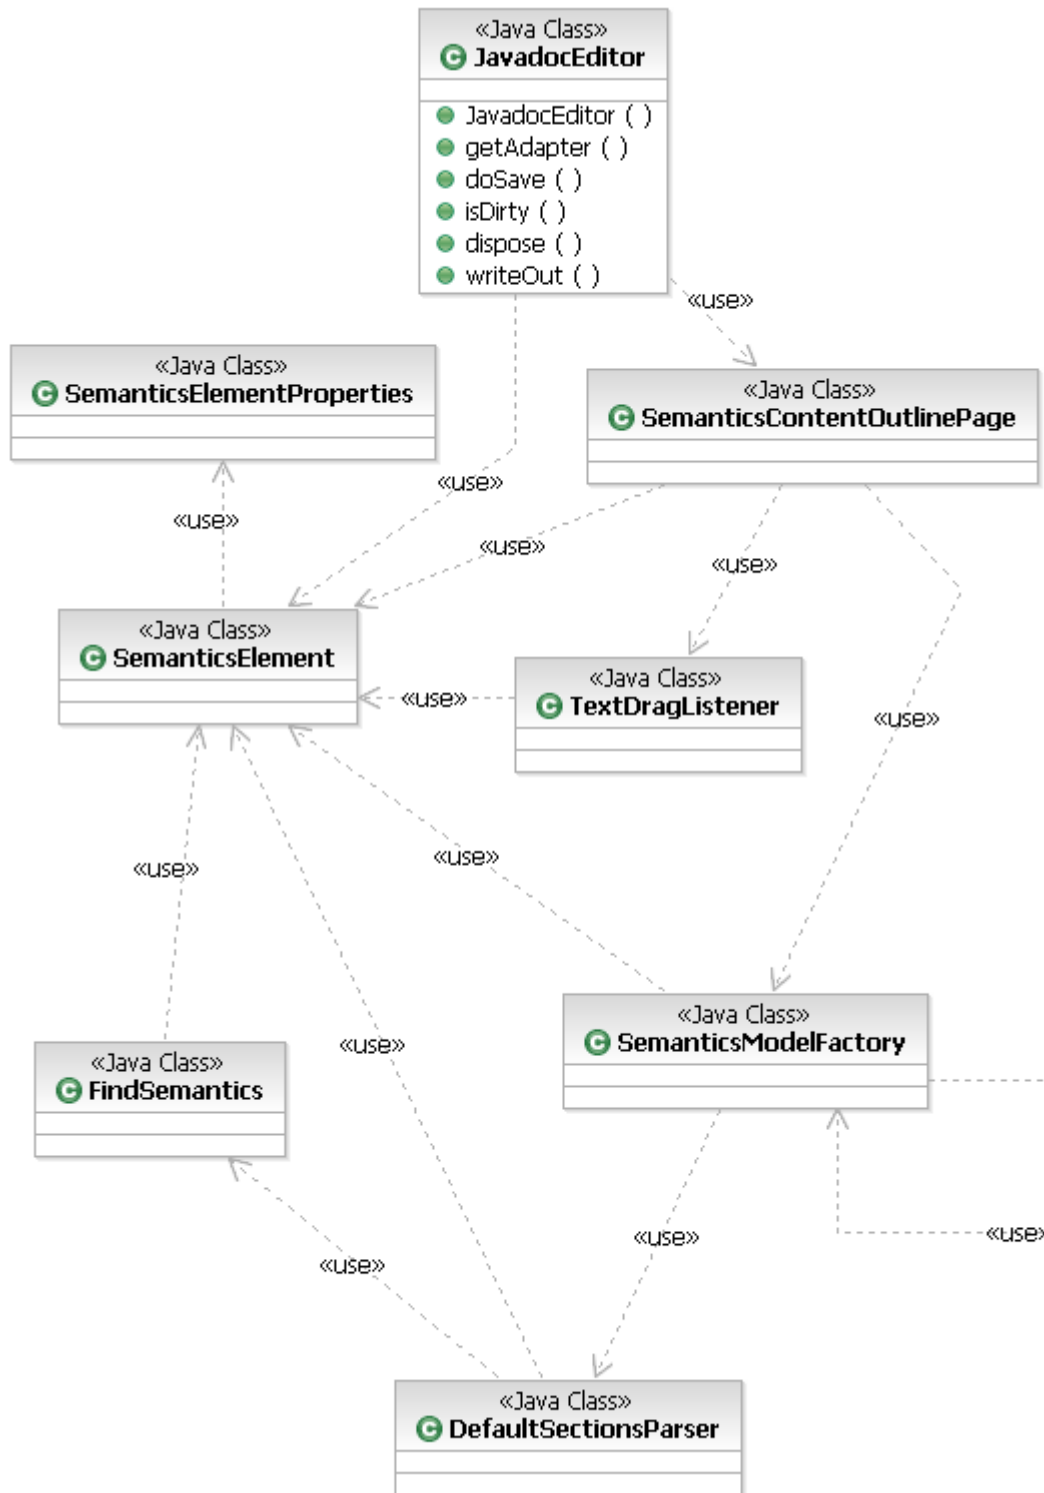 «Java Class»
C JavadocEditor
JavadocEditor ( )
getAdapter ( )
doSave ( )
isDirty ( )
dispose ( )
writeOut ( )
«use»
«Java Class»
C SemanticsElementProperties
«Java Class»
C SemanticsContentOutlinePage
«use»
«use»
«use»
«use»
«Java Class»
C SemanticsElement
«Java Class»
C TextDragListener
«use»
«use»
«use»
«use»
«Java Class»
C SemanticsModelFactory
«use»
«Java Class»
C FindSemantics
«use»
«use»
«use»
«Java Class»
C DefaultSectionsParser